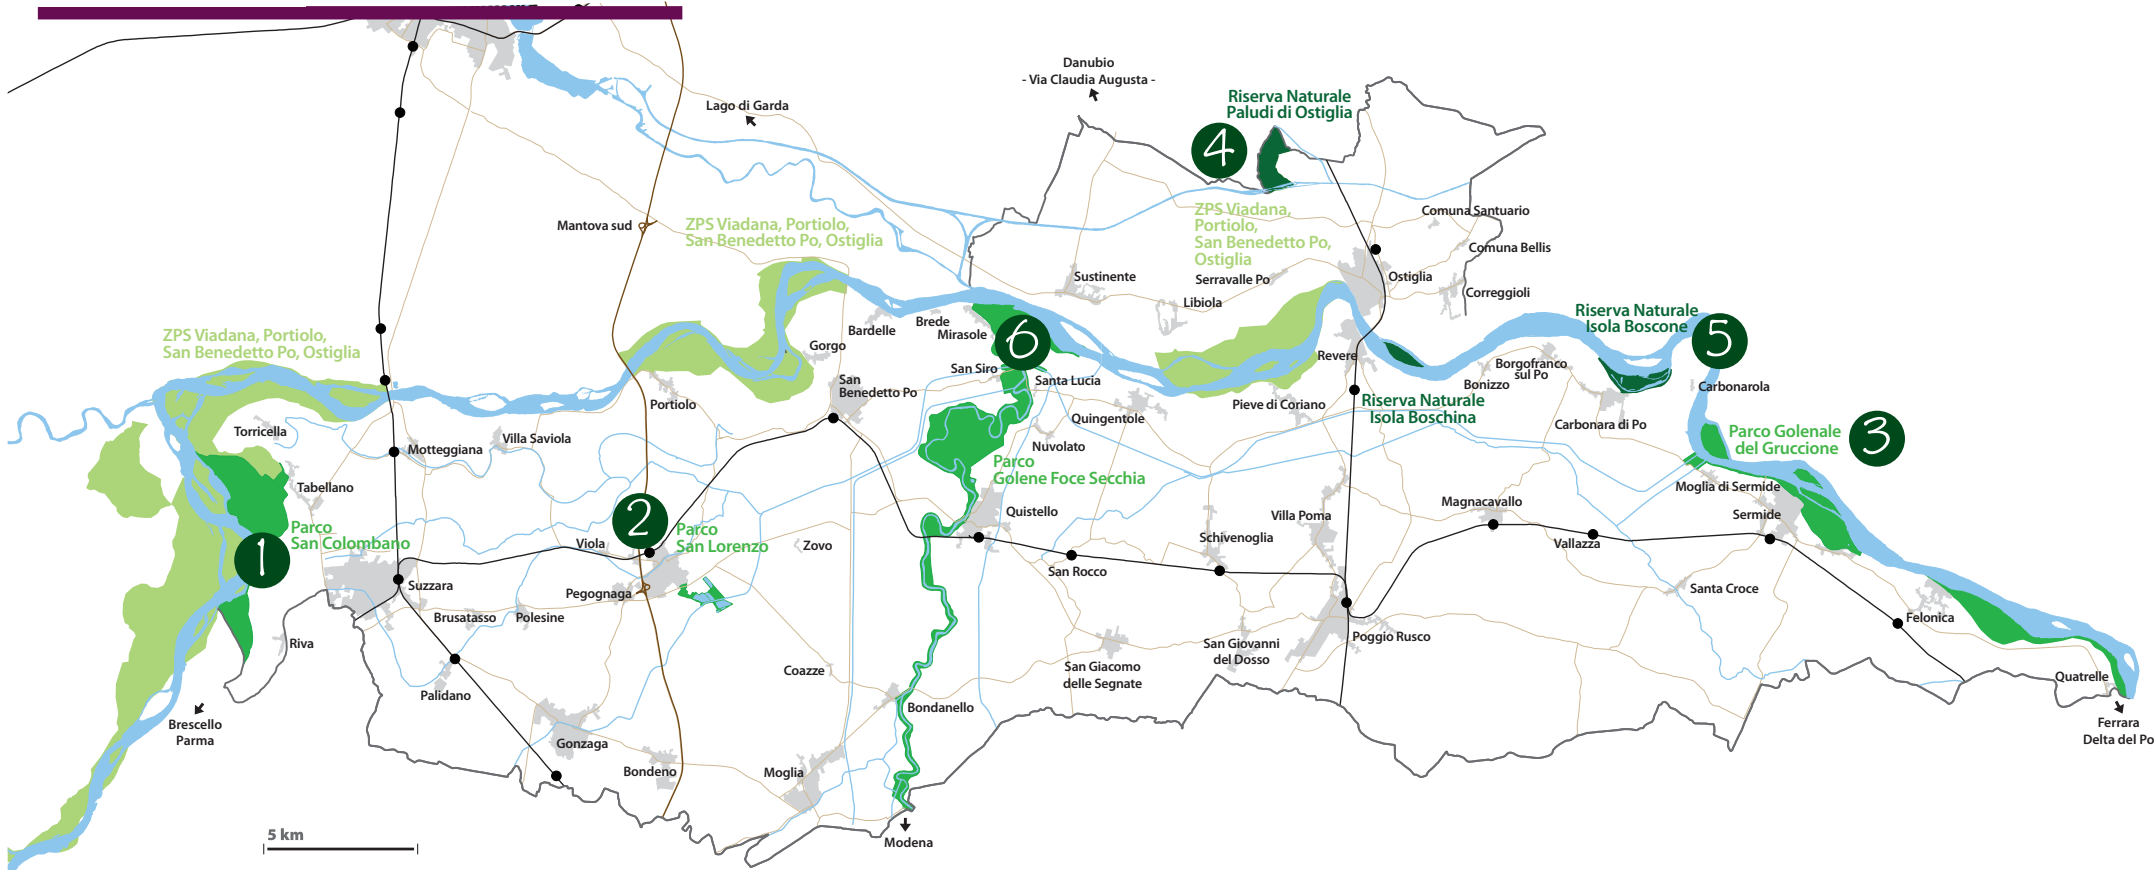 Danubio
- Via Claudia Augusta -
Lago di Garda
Riserva Naturale
Paludi di Ostiglia
4
Mantova sud
ZPS Viadana, Portiolo,
San Benedetto Po, Ostiglia
ZPS Viadana,
Portiolo,
San Benedetto Po,
Ostiglia
Comuna Santuario
Comuna Bellis
Sustinente
Serravalle Po
Ostiglia
Correggioli
Libiola
Riserva Naturale
Isola Boscone
5
ZPS Viadana, Portiolo,
San Benedetto Po, Ostiglia
Bardelle
Brede
Mirasole
6
Gorgo
San Siro
Santa Lucia
Revere
Bonizzo
Borgofranco
sul Po
Carbonarola
San
Benedetto Po
Portiolo
Quingentole
Pieve di Coriano
Riserva Naturale
Isola Boschina
Carbonara di Po
Torricella
Motteggiana
Villa Saviola
Nuvolato
Parco Golenale
del Gruccione
3
Parco
Golene Foce Secchia
Tabellano
Moglia di Sermide
Sermide
Quistello
Magnacavallo
Villa Poma
Schivenoglia
Vallazza
Parco
San Colombano
1
2
Parco
San Lorenzo
Viola
Zovo
San Rocco
Suzzara
Pegognaga
Santa Croce
Brusatasso
Polesine
Felonica
Riva
Poggio Rusco
San Giovanni
del Dosso
San Giacomo
delle Segnate
Coazze
Palidano
Bondanello
Quatrelle
Brescello
Parma
Ferrara
Delta del Po
Gonzaga
Bondeno
Moglia
5 km
Modena